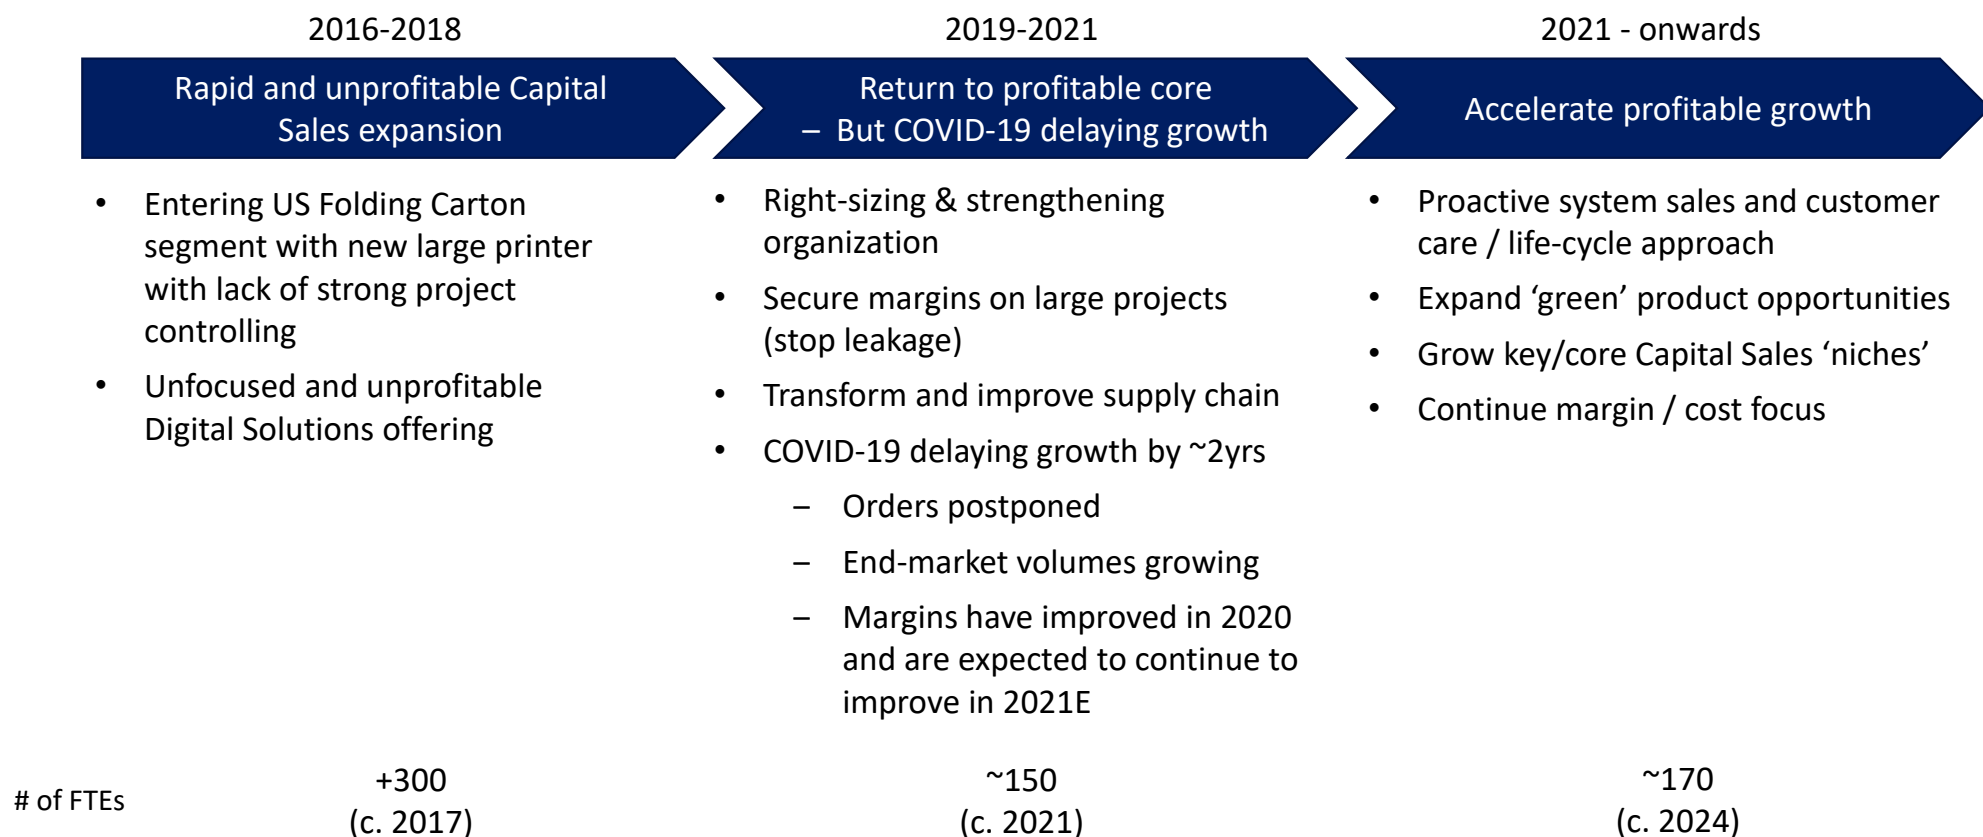 2016-2018
Rapid and unprofitable Capital
Sales expansion
• Entering US Folding Carton
segment with new large printer
with lack of strong project
controlling
• Unfocused and unprofitable
Digital Solutions offering
2019-2021
Return to profitable core
– But COVID-19 delaying growth
• Right-sizing & strengthening
organization
• Secure margins on large projects
(stop leakage)
• Transform and improve supply chain
• COVID-19 delaying growth by ~2yrs
– Orders postponed
– End-market volumes growing
– Margins have improved in 2020
and are expected to continue to
improve in 2021E
2021 - onwards
Accelerate profitable growth
• Proactive system sales and customer
care / life-cycle approach
• Expand ‘green’ product opportunities
• Grow key/core Capital Sales ‘niches’
• Continue margin / cost focus
# of FTEs
+300
(c. 2017)
~150
(c. 2021)
~170
(c. 2024)